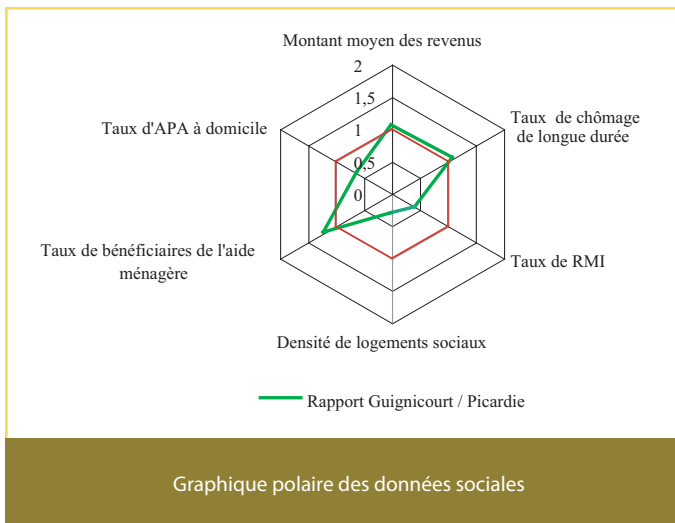 Montant moyen des revenus
2
1,5
1
0,5
0
Taux d'APA à domicile
Taux de chômage
de longue durée
Taux de bénéficiaires de l'aide
ménagère
Taux de RMI
Densité de logements sociaux
Rapport Guignicourt / Picardie
Graphique polaire des données sociales